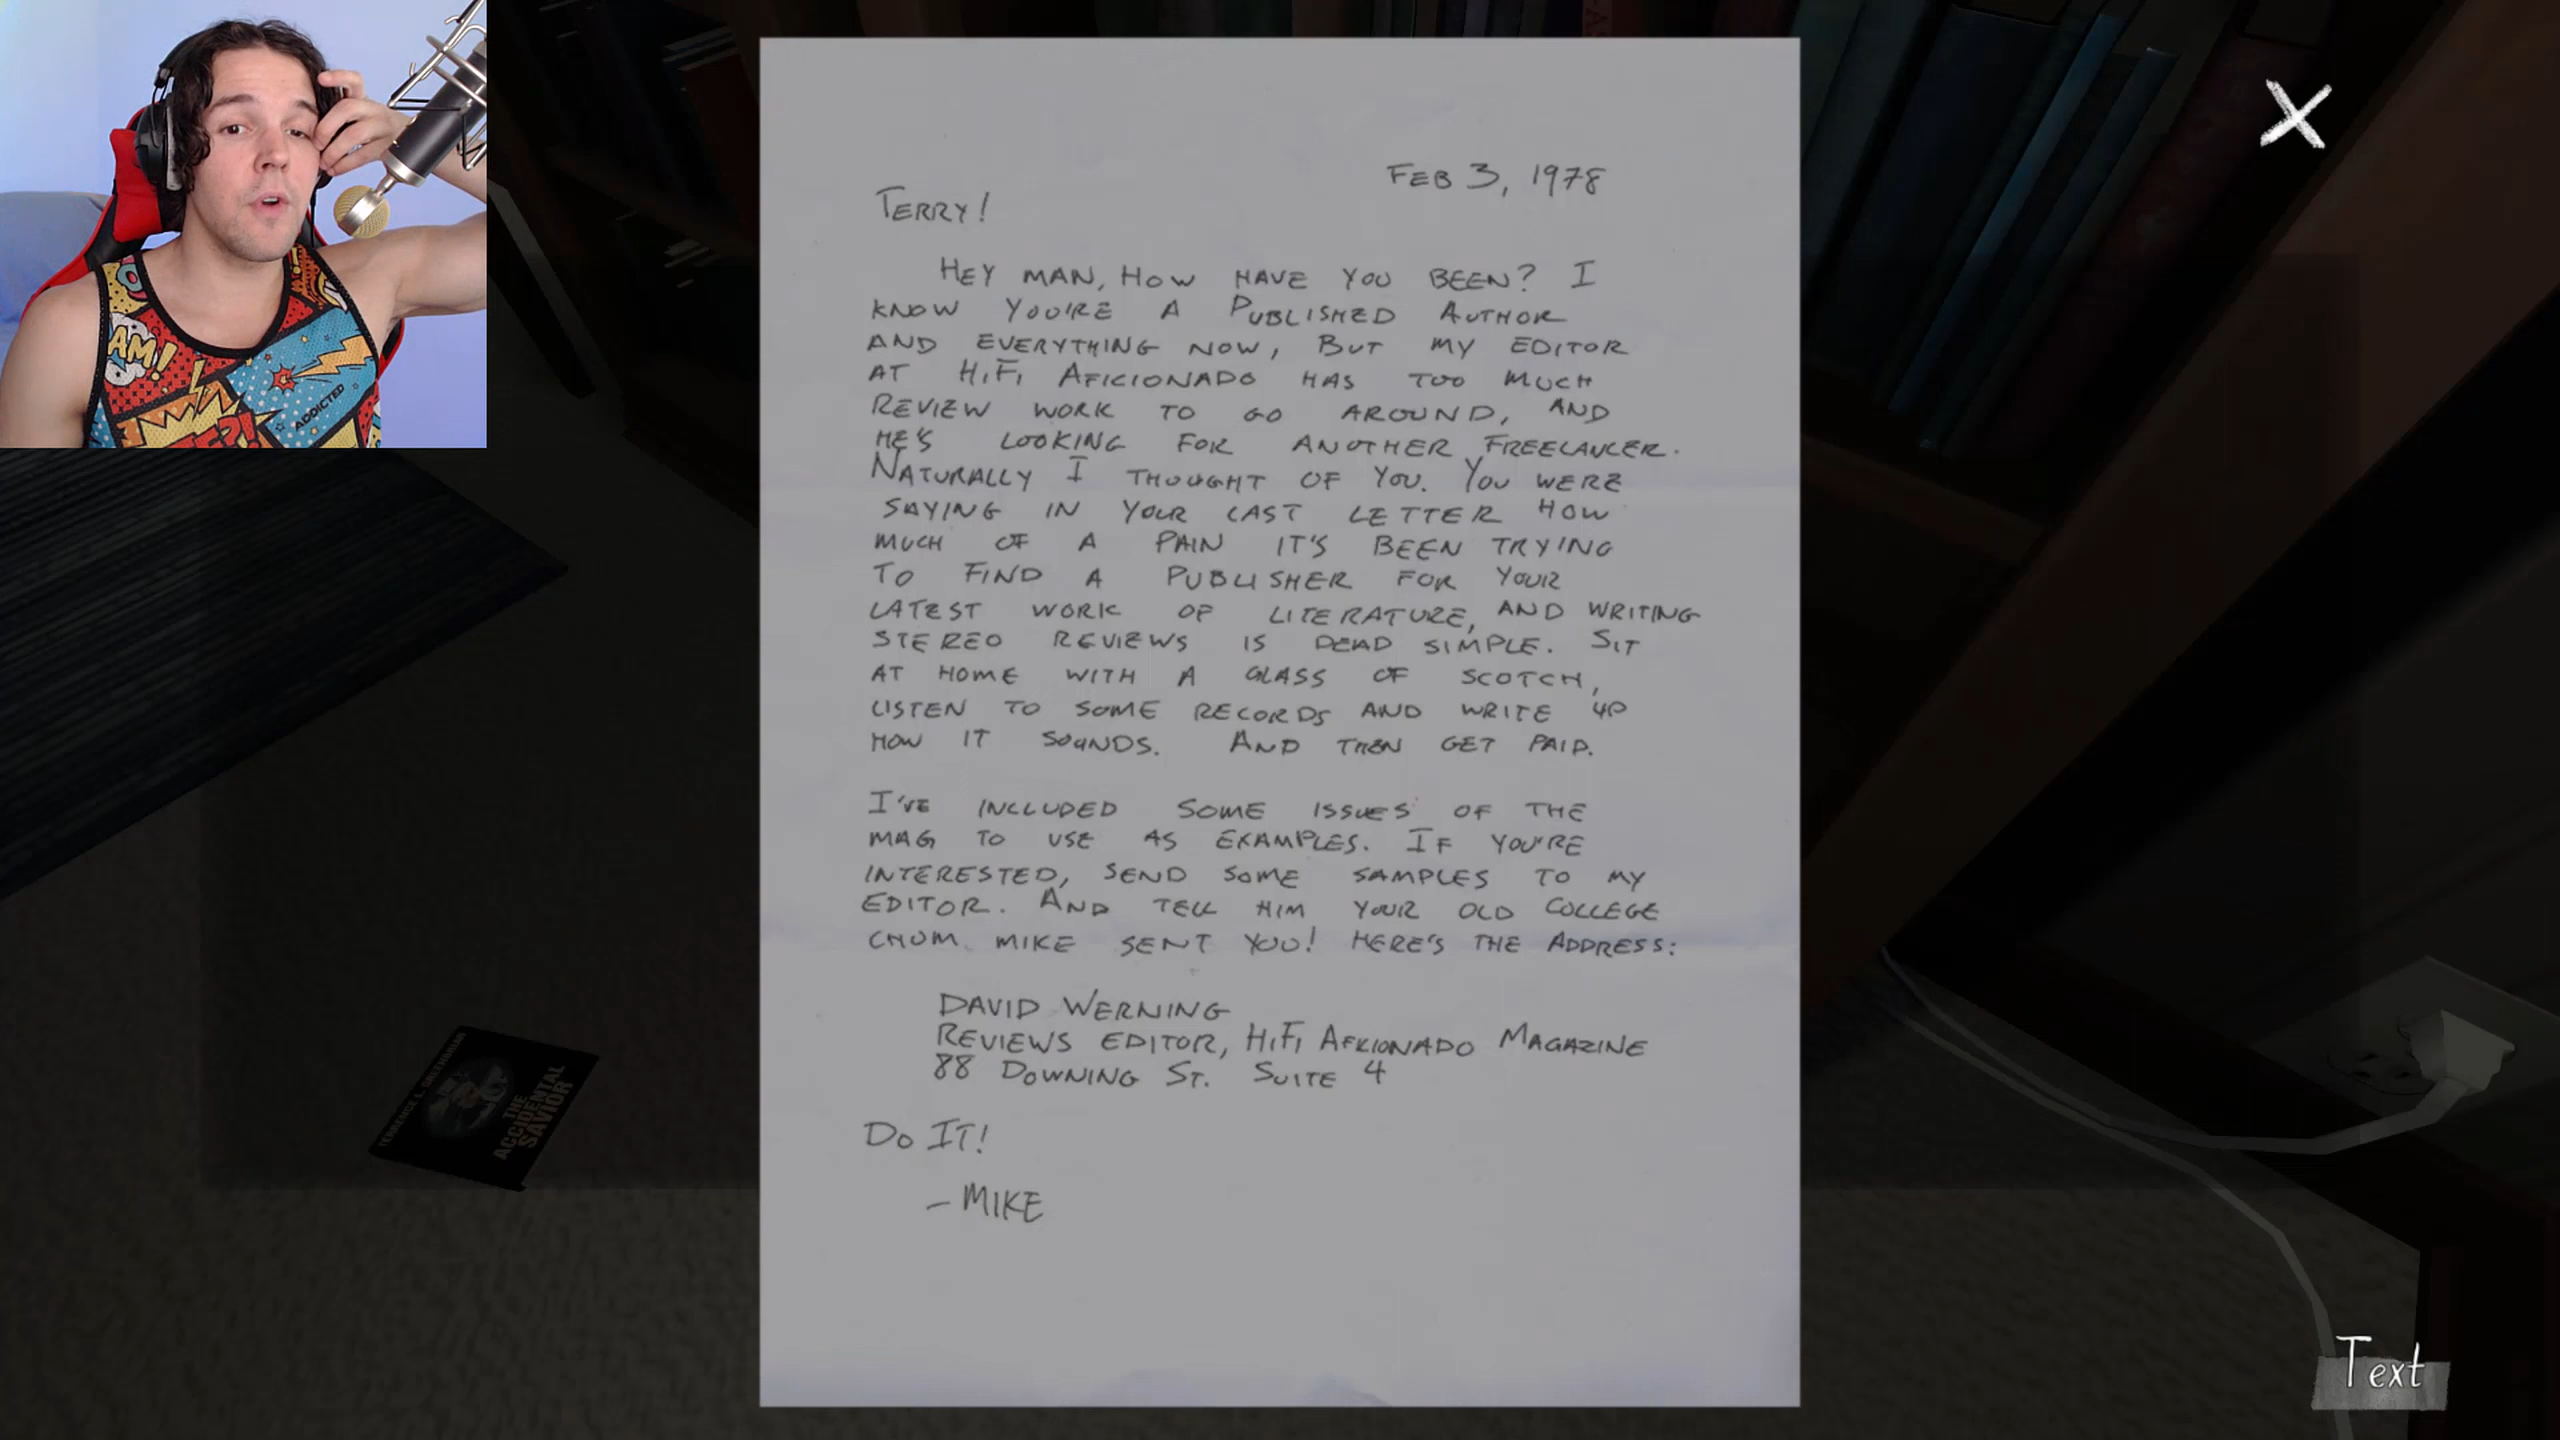 FEB 3, 1978
TERRY!
HEY MAN, HOW HAVE YOU BEEN? I
KNOW YOU'RE A PUBLISHED AUTHOR
AND EVERYTHING NOW, BUT MY EDITOR
AT HIFI AFICIONADO HAS TOO MUCH
REVIEW WORK TO GO AROUND, AND
HE'S LOOKING FOR ANOTHER FREELANCER.
NATURALLY I THOUGHT OF YOU. YOU WERE
SAYING IN YOUR LAST LETTER HOW
MUCH OF A PAIN IT'S BEEN TRYING
TO FIND A PUBLISHER FOR YOUR
LATEST WORK OF LITERATURE, AND WRITING
STEREO REVIEWS IS DEAD SIMPLE. SIT
AT HOME WITH A GLASS OF SCOTCH,
LISTEN TO SOME RECORDS AND WRITE UP
HOW IT SOUNDS. AND THEN GET PAID.
I'VE INCLUDED SOME ISSUES OF THE
MAG TO USE AS EXAMPLES. IF YOU'RE
INTERESTED, SEND SOME SAMPLES TO MY
EDITOR. AND TELL HIM YOUR OLD COLLEGE
CHUM MIKE SENT YOU! HERE'S THE ADDRESS:
DAVID WERNING
REVIEWS EDITOR, HIFI AFICIONADO MAGAZINE
88 DOWNING ST. SUITE 4
DO IT!
– MIKE
Text
TERRENCE L. GREENBRIAR
THE
ACCIDENTAL
SAVIOR
AM!
ADDICTED